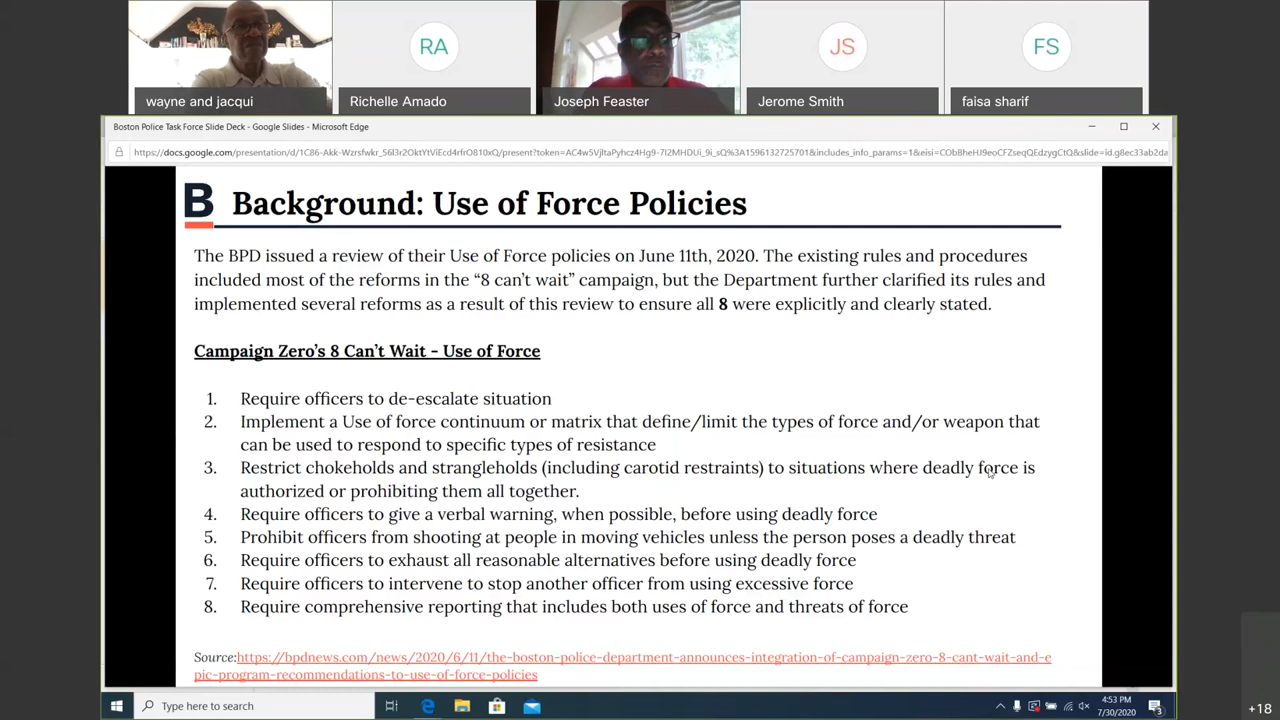 RA
JS
FS
wayne and jacqui
Richelle Amado
Joseph Feaster
Jerome Smith
faisa sharif
Boston Police Task Force Slide Deck - Google Slides - Microsoft Edge
B Background: Use of Force Policies
The BPD issued a review of their Use of Force policies on June 11th, 2020. The existing rules and procedures
included most of the reforms in the “8 can’t wait” campaign, but the Department further clarified its rules and
implemented several reforms as a result of this review to ensure all 8 were explicitly and clearly stated.
Campaign Zero’s 8 Can’t Wait - Use of Force
1. Require officers to de-escalate situation
2. Implement a Use of force continuum or matrix that define/limit the types of force and/or weapon that
can be used to respond to specific types of resistance
3. Restrict chokeholds and strangleholds (including carotid restraints) to situations where deadly force is
authorized or prohibiting them all together.
4. Require officers to give a verbal warning, when possible, before using deadly force
5. Prohibit officers from shooting at people in moving vehicles unless the person poses a deadly threat
6. Require officers to exhaust all reasonable alternatives before using deadly force
7. Require officers to intervene to stop another officer from using excessive force
8. Require comprehensive reporting that includes both uses of force and threats of force
Source:https://bpdnews.com/news/2020/6/11/the-boston-police-department-announces-integration-of-campaign-zero-8-cant-wait-and-e
pic-program-recommendations-to-use-of-force-policies
Type here to search
4:53 PM
7/30/2020
3
+18